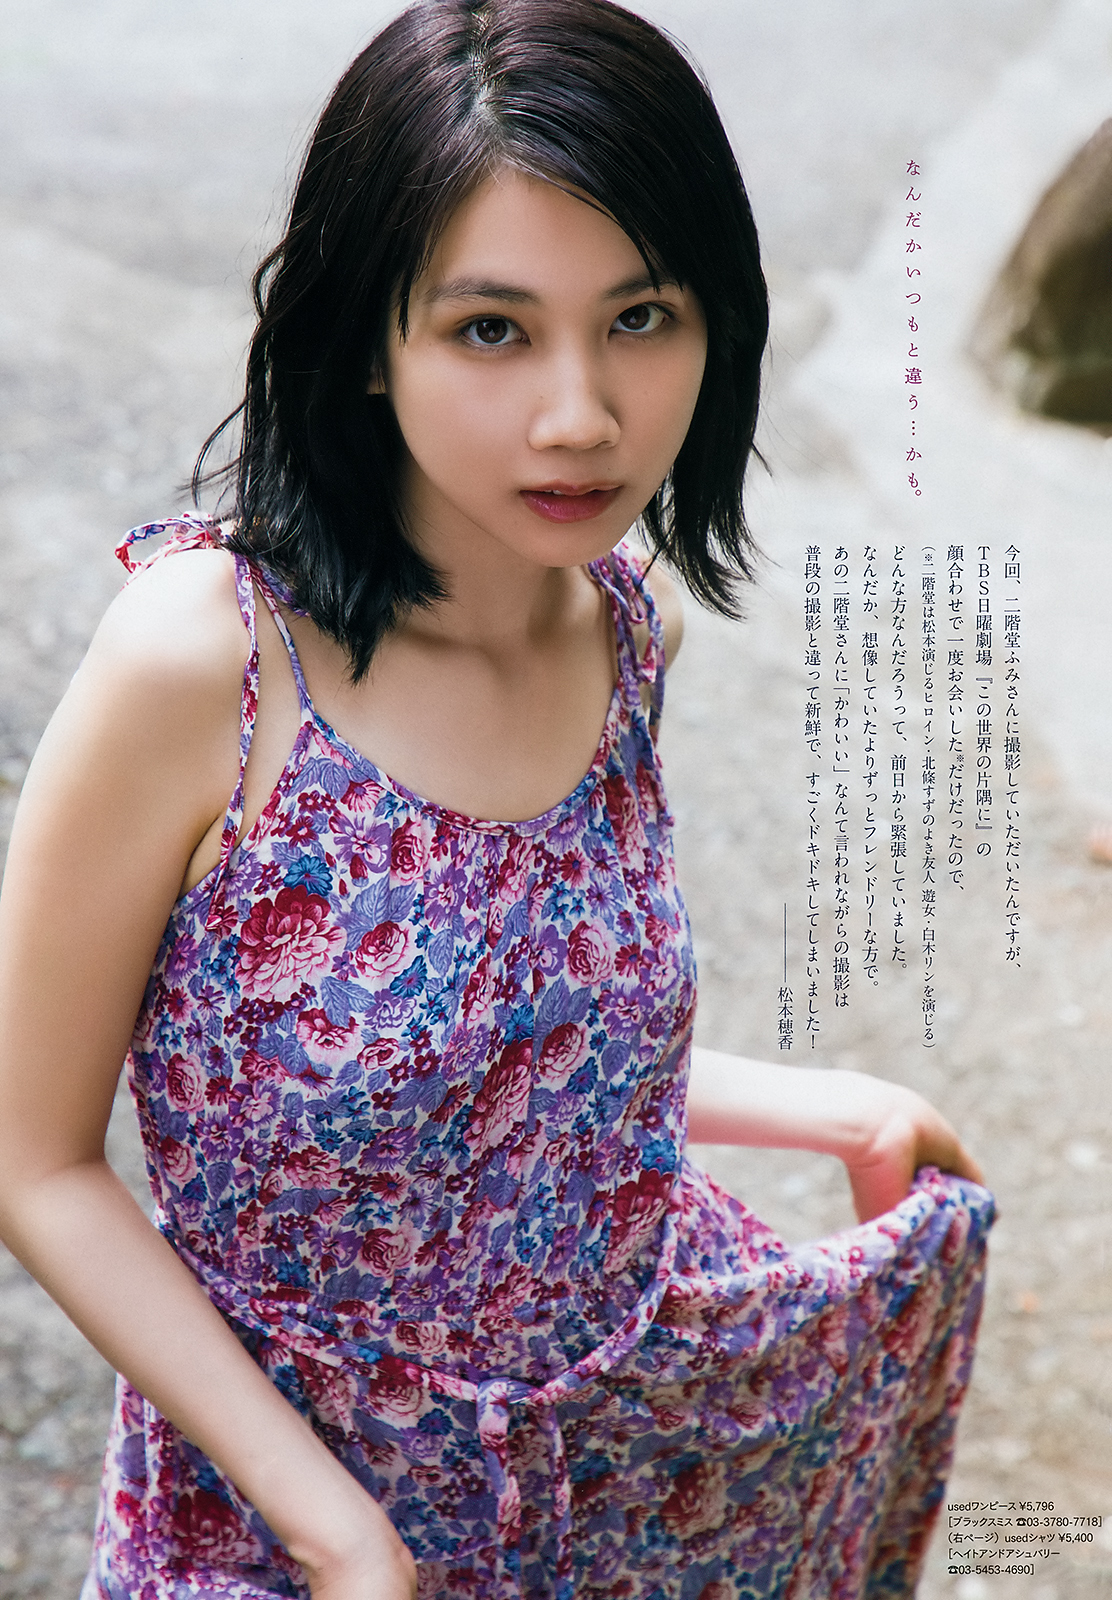 なんだかいつもと違う…かも。
今回、二階堂ふみさんに撮影していただいたんですが、
TBS日曜劇場『この世界の片隅に』の
顔合わせで一度お会いした※だけだったので、
（※二階堂は松本演じるヒロイン・北條すずのよき友人 遊女・白木リンを演じる）
どんな方なんだろうって、前日から緊張していました。
なんだか、想像していたよりずっとフレンドリーな方で。
あの二階堂さんに「かわいい」なんて言われながらの撮影は
普段の撮影と違って新鮮で、すごくドキドキしてしまいました！
――――松本穂香
usedワンピース ¥5,796
[ブラックスミス ☎03-3780-7718]
（右ページ）usedシャツ ¥5,400
[ヘイトアンドアシュバリー
☎03-5453-4690]